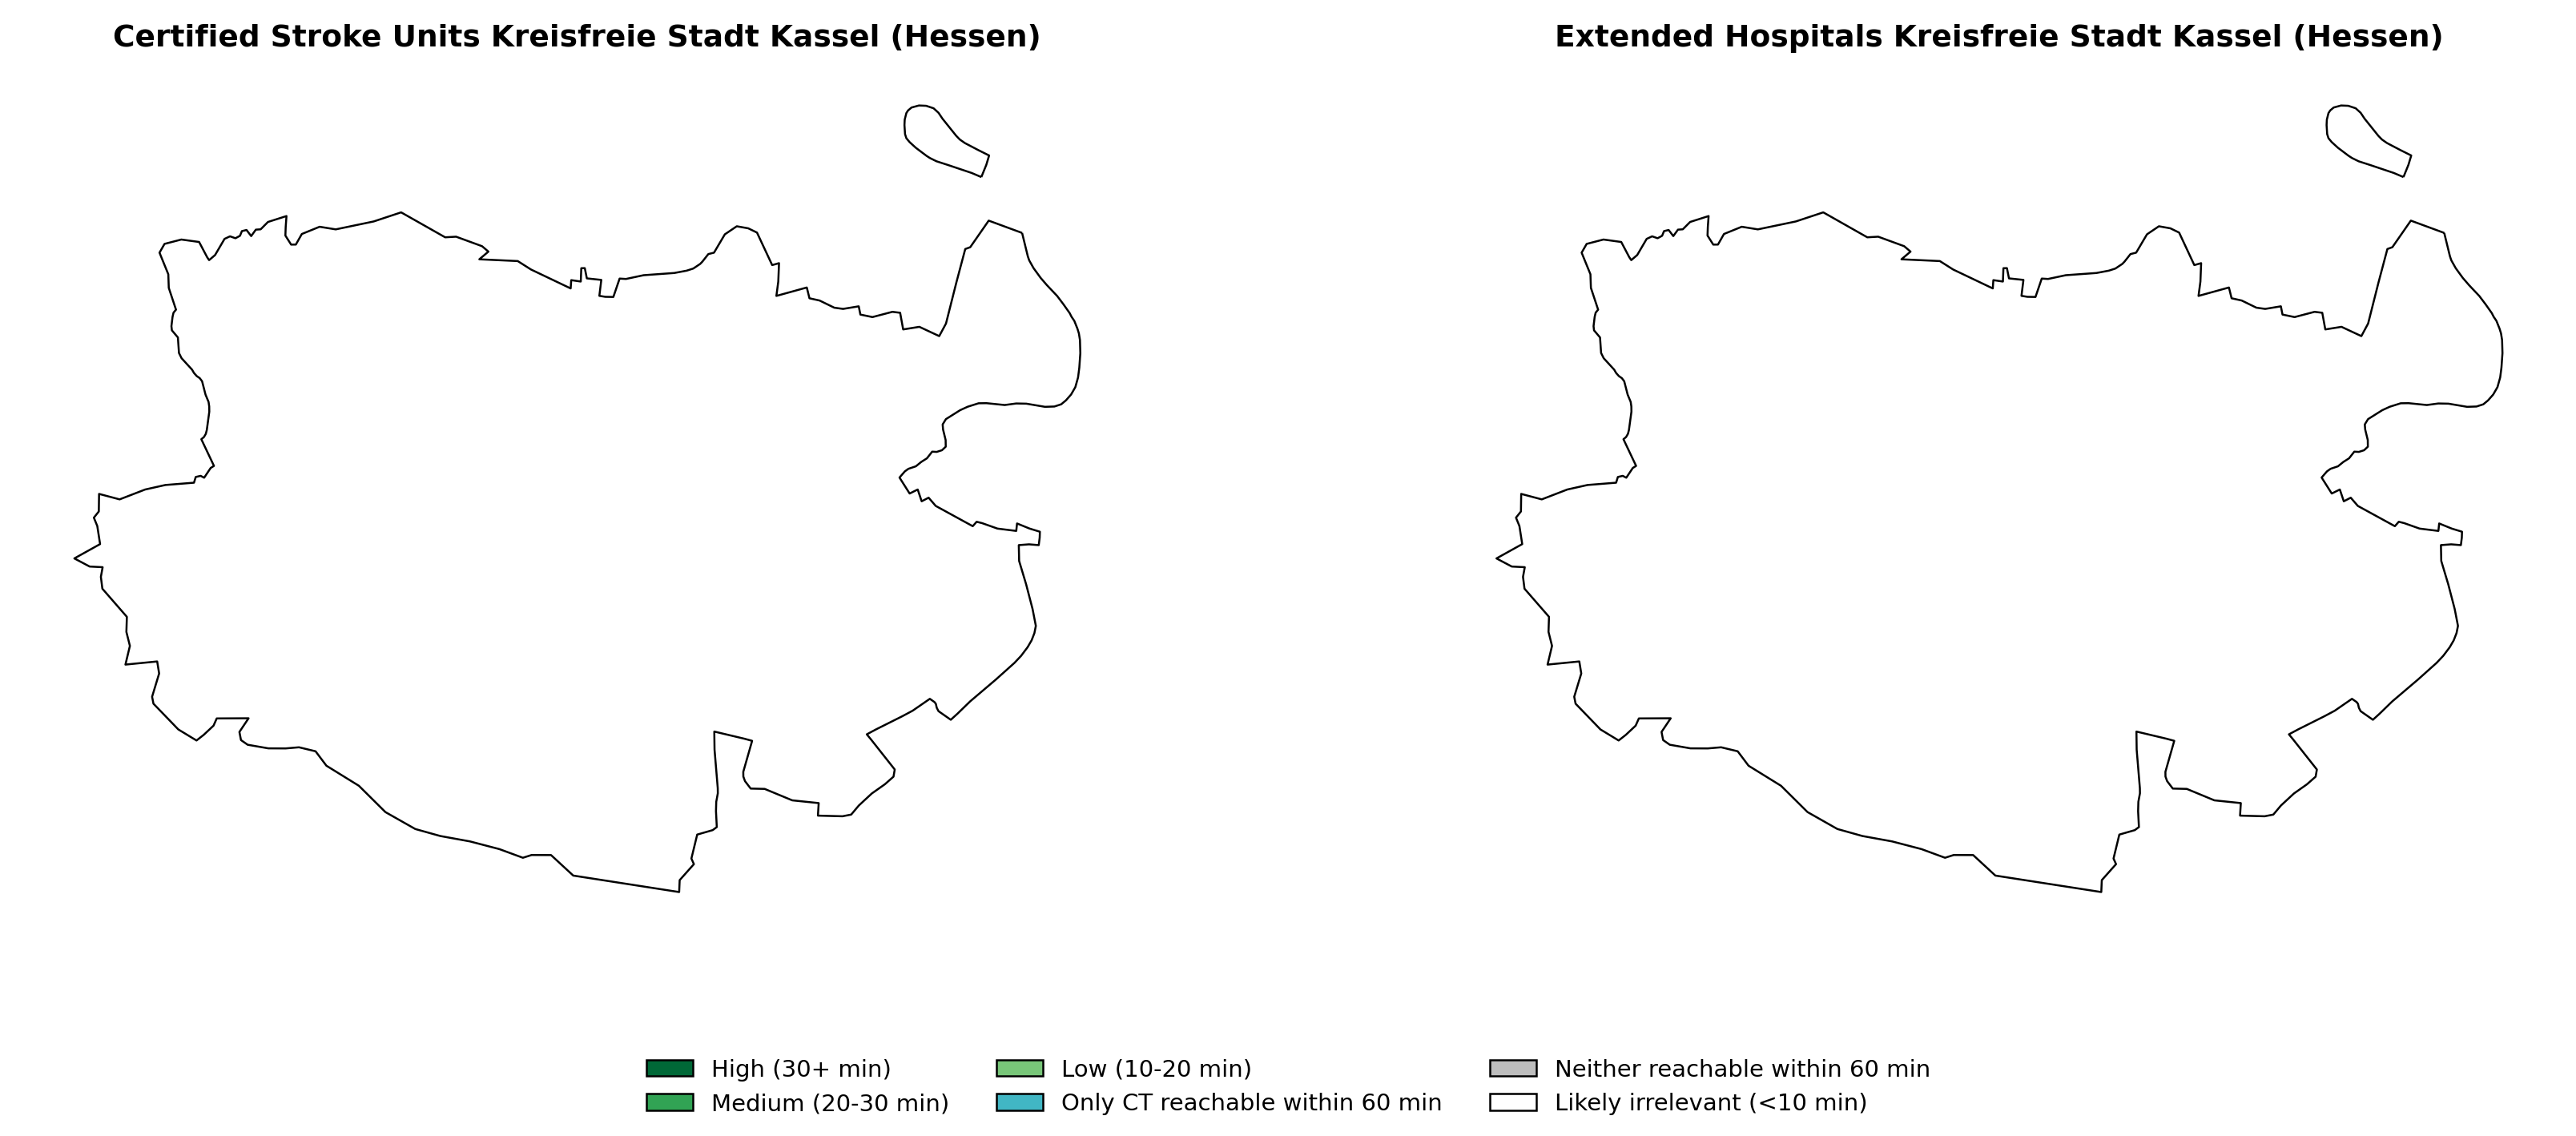 Certified Stroke Units Kreisfreie Stadt Kassel (Hessen)
Extended Hospitals Kreisfreie Stadt Kassel (Hessen)
High (30+ min)
Medium (20-30 min)
Low (10-20 min)
Only CT reachable within 60 min
Neither reachable within 60 min
Likely irrelevant (<10 min)